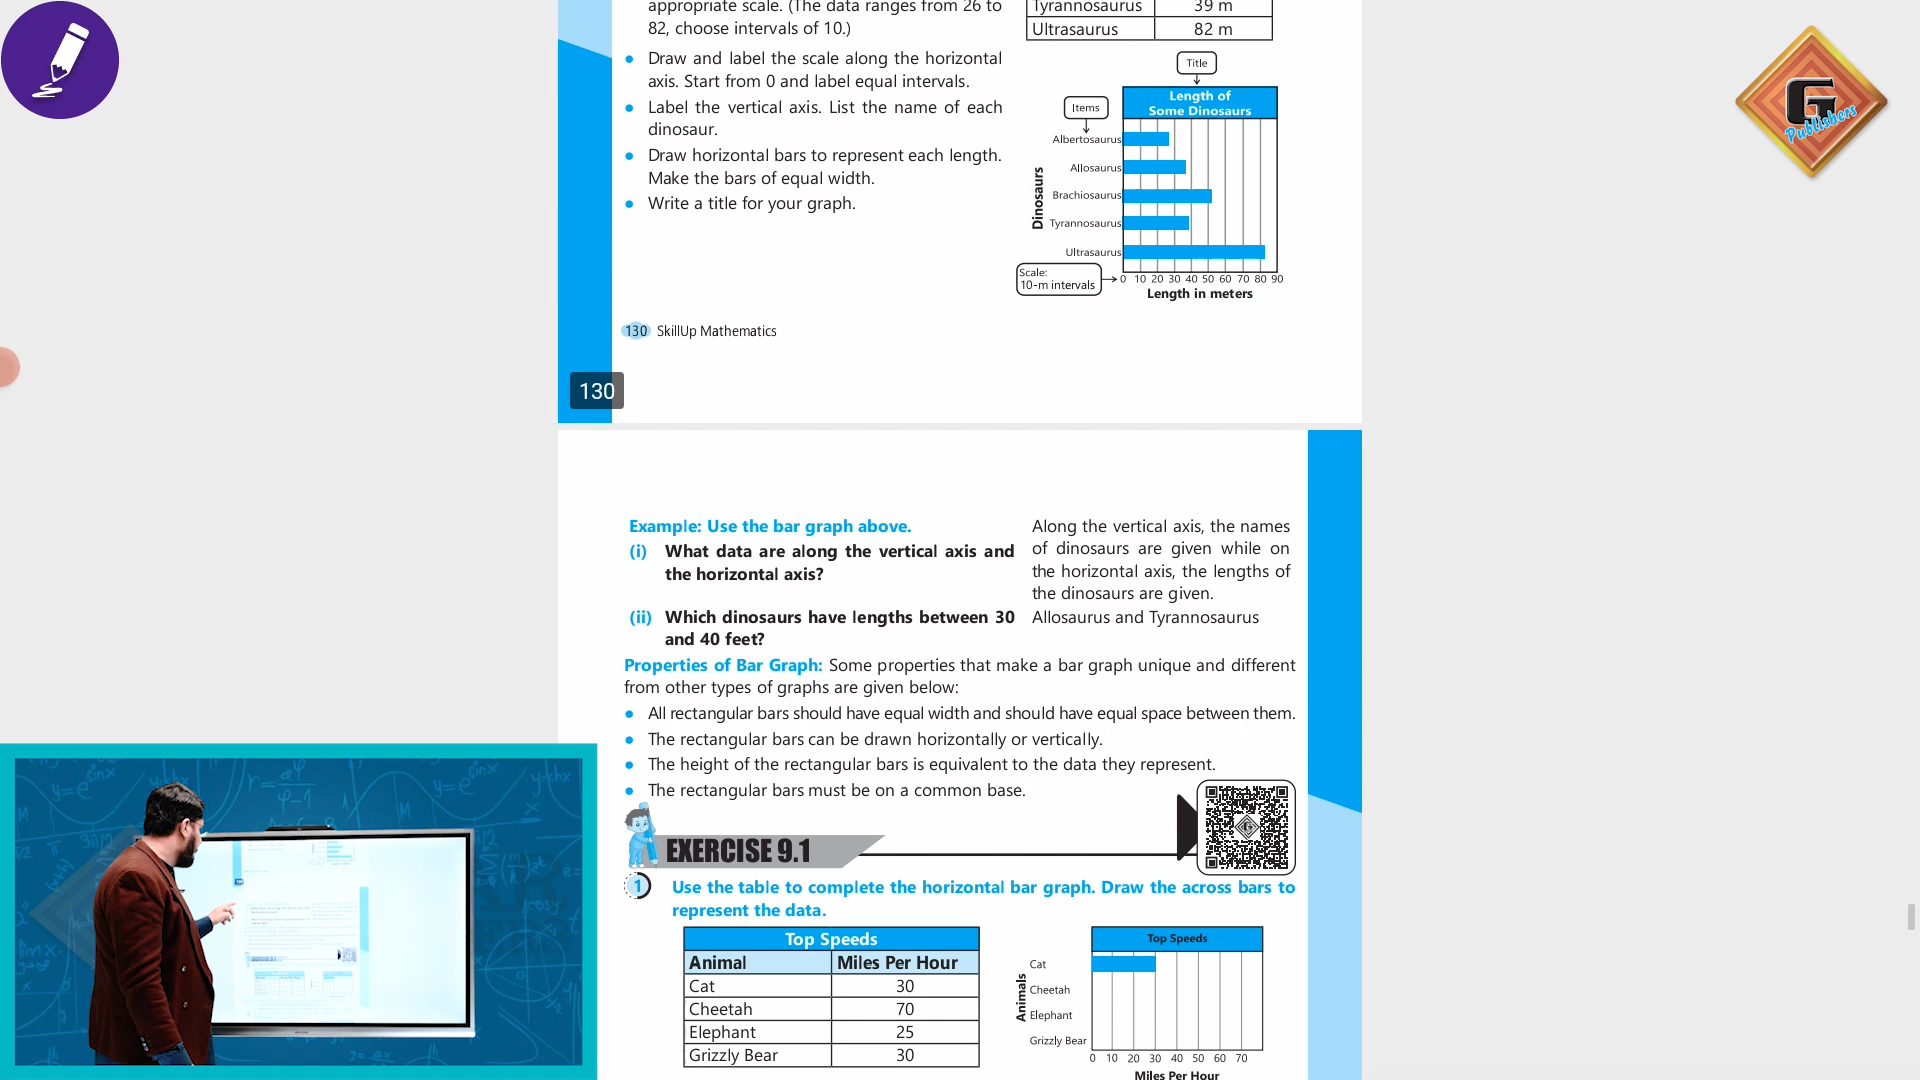 appropriate scale. (The data ranges from 26 to
82, choose intervals of 10.)
• Draw and label the scale along the horizontal
axis. Start from 0 and label equal intervals.
• Label the vertical axis. List the name of each
dinosaur.
• Draw horizontal bars to represent each length.
Make the bars of equal width.
• Write a title for your graph.
Tyrannosaurus 39 m
Ultrasaurus 82 m
Title
Length of
Some Dinosaurs
Items
Albertosaurus
Allosaurus
Brachiosaurus
Tyrannosaurus
Ultrasaurus
Dinosaurs
Scale:
10-m intervals
0 10 20 30 40 50 60 70 80 90
Length in meters
130 SkillUp Mathematics
130
G
Publishers
Example: Use the bar graph above.
(i) What data are along the vertical axis and
the horizontal axis?
Along the vertical axis, the names
of dinosaurs are given while on
the horizontal axis, the lengths of
the dinosaurs are given.
(ii) Which dinosaurs have lengths between 30
and 40 feet?
Allosaurus and Tyrannosaurus
Properties of Bar Graph: Some properties that make a bar graph unique and different
from other types of graphs are given below:
• All rectangular bars should have equal width and should have equal space between them.
• The rectangular bars can be drawn horizontally or vertically.
• The height of the rectangular bars is equivalent to the data they represent.
• The rectangular bars must be on a common base.
EXERCISE 9.1
1 Use the table to complete the horizontal bar graph. Draw the across bars to
represent the data.
Top Speeds
Animal Miles Per Hour
Cat 30
Cheetah 70
Elephant 25
Grizzly Bear 30
Top Speeds
Cat
Cheetah
Elephant
Grizzly Bear
Animals
0 10 20 30 40 50 60 70
Miles Per Hour